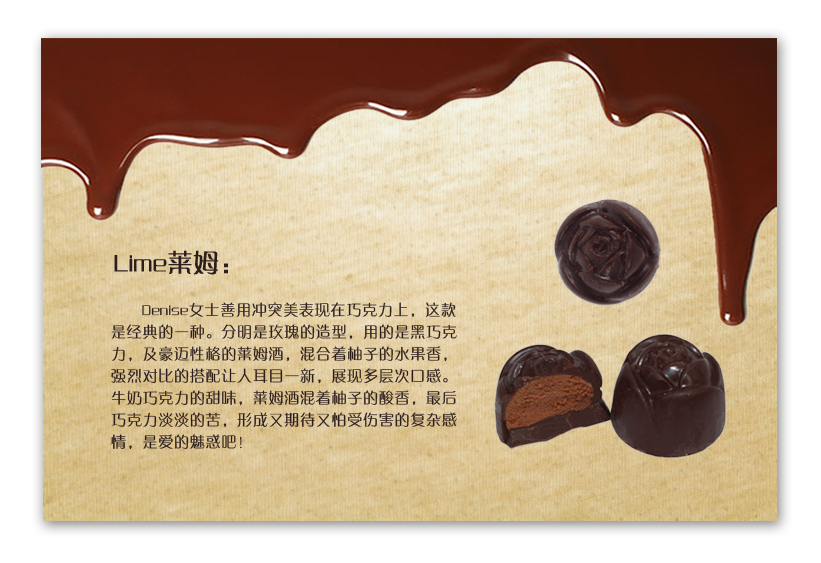 Lime莱姆：
Denise女士善用冲突美表现在巧克力上，这款
是经典的一种。分明是玫瑰的造型，用的是黑巧克
力，及豪迈性格的莱姆酒，混合着柚子的水果香，
强烈对比的搭配让人耳目一新，展现多层次口感。
牛奶巧克力的甜味，莱姆酒混着柚子的酸香，最后
巧克力淡淡的苦，形成又期待又怕受伤害的复杂感
情，是爱的魅惑吧！